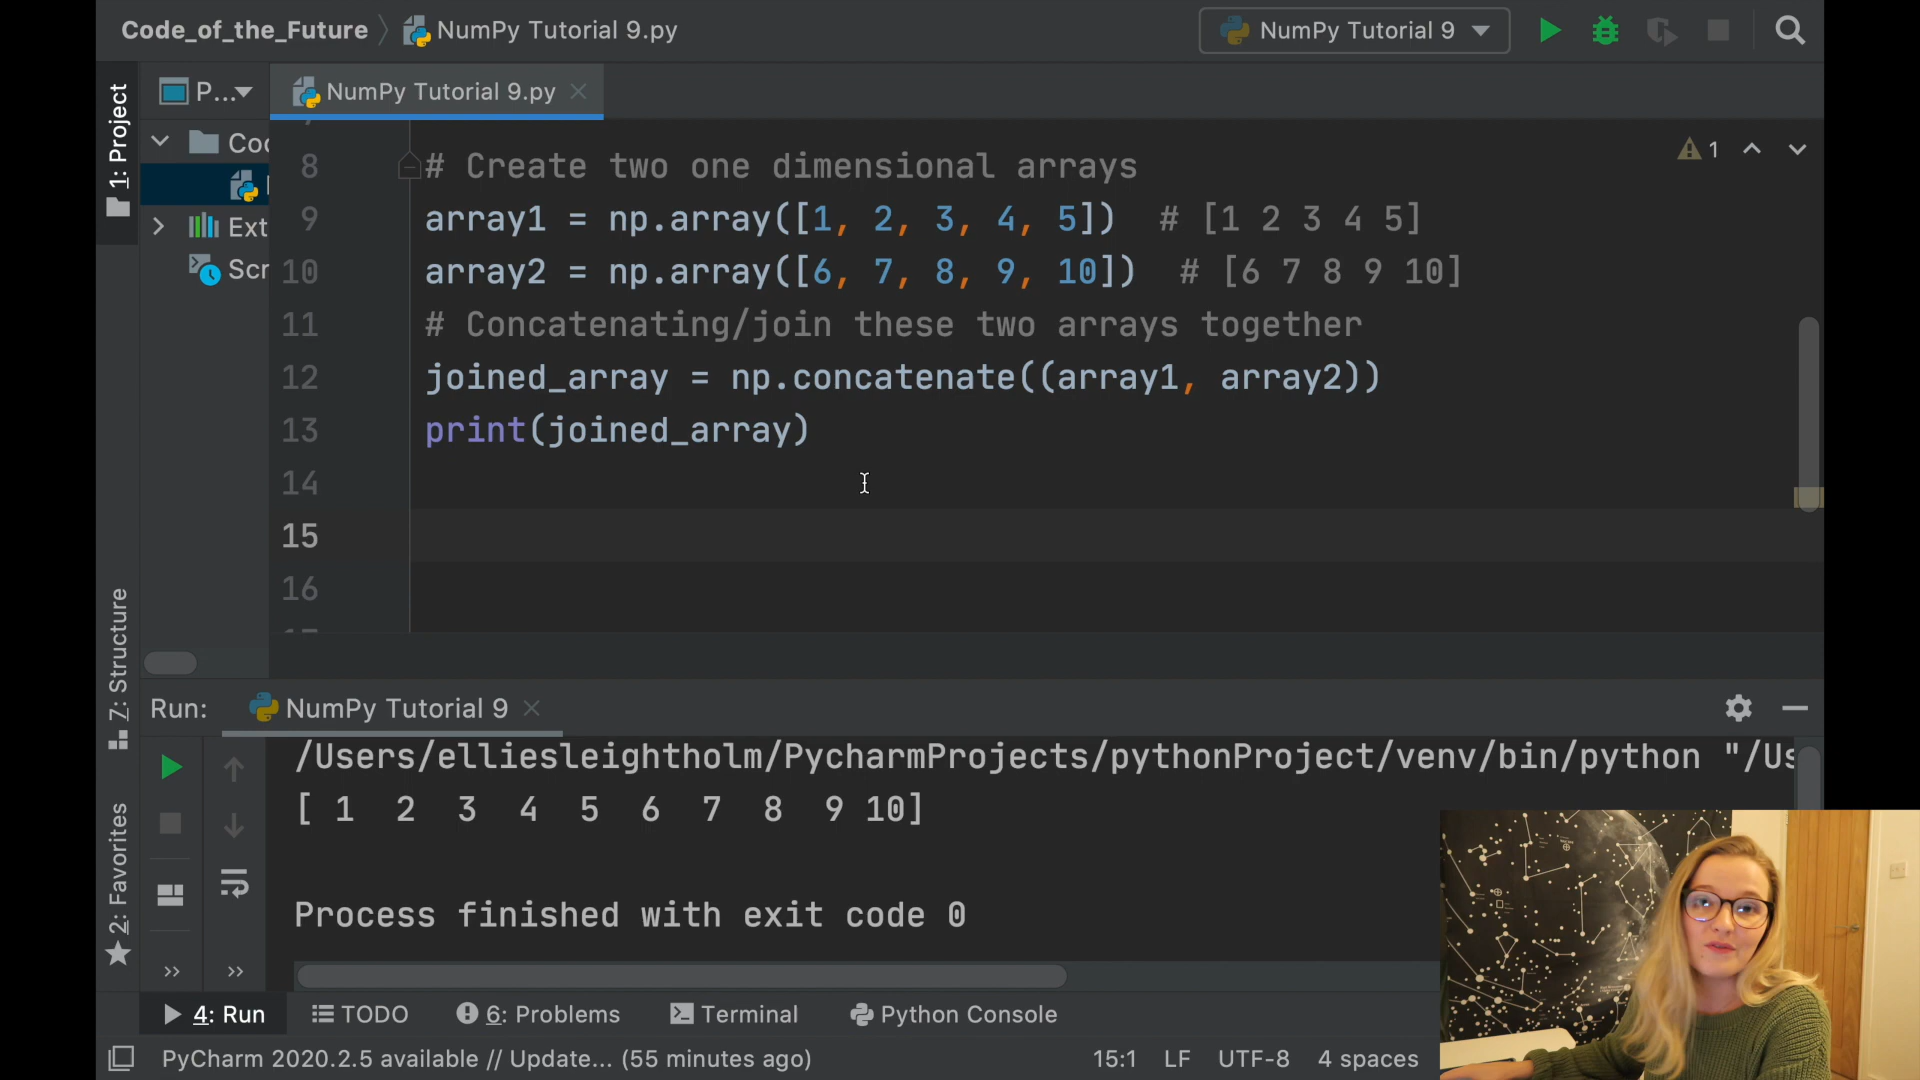 Code_of_the_Future
NumPy Tutorial 9.py
NumPy Tutorial 9
P...
NumPy Tutorial 9.py
1: Project
Ext
Scr
8 # Create two one dimensional arrays
9 array1 = np.array([1, 2, 3, 4, 5])  # [1 2 3 4 5]
10 array2 = np.array([6, 7, 8, 9, 10])  # [6 7 8 9 10]
11 # Concatenating/join these two arrays together
12 joined_array = np.concatenate((array1, array2))
13 print(joined_array)
14
15
16
1
Z: Structure
2: Favorites
Run:
NumPy Tutorial 9
/Users/elliesleightholm/PycharmProjects/pythonProject/venv/bin/python "/Us
[ 1  2  3  4  5  6  7  8  9 10]
Process finished with exit code 0
4: Run
TODO
6: Problems
Terminal
Python Console
PyCharm 2020.2.5 available // Update... (55 minutes ago)
15:1
LF
UTF-8
4 spaces